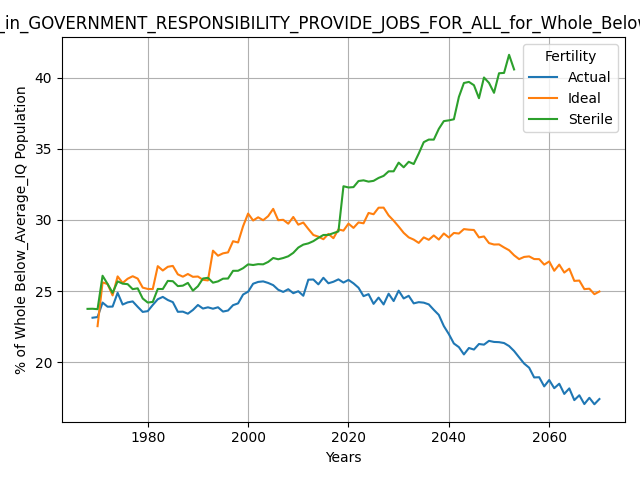 _in_GOVERNMENT_RESPONSIBILITY_PROVIDE_JOBS_FOR_ALL_for_Whole_Below
Fertility
Actual
Ideal
Sterile
% of Whole Below_Average_IQ Population
40
35
30
25
20
1980
2000
2020
2040
2060
Years